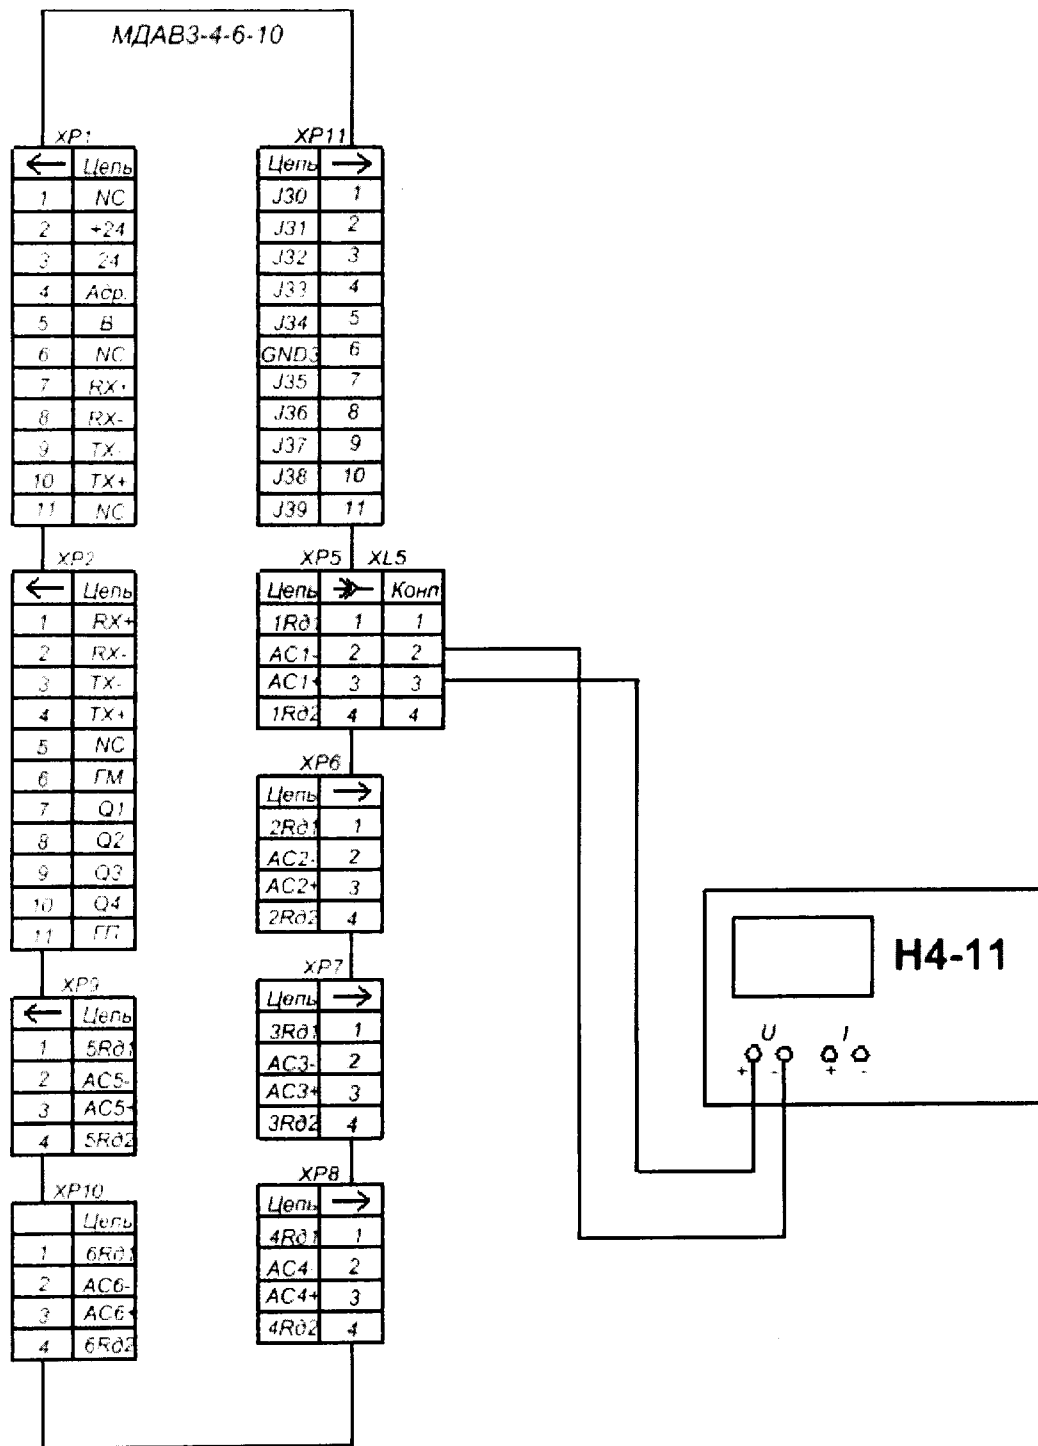 МДАВ3-4-6-10
XP1
Цепь
1 NC
2 +24
3 24
4 Адр.
5 B
6 NC
7 RX+
8 RX-
9 TX-
10 TX+
11 NC
XP2
Цепь
1 RX+
2 RX-
3 TX-
4 TX+
5 NC
6 ГМ
7 Q1
8 Q2
9 Q3
10 Q4
11 ГП
XP9
Цепь
1 5Rд1
2 AC5-
3 AC5+
4 5Rд2
XP10
Цепь
1 6Rд1
2 AC6-
3 AC6+
4 6Rд2
XP11
Цепь
J30 1
J31 2
J32 3
J33 4
J34 5
GND3 6
J35 7
J36 8
J37 9
J38 10
J39 11
XP5 XL5
Цепь Конт
1Rд1 1 1
AC1- 2 2
AC1+ 3 3
1Rд2 4 4
XP6
Цепь
2Rд1 1
AC2- 2
AC2+ 3
2Rд2 4
XP7
Цепь
3Rд1 1
AC3- 2
AC3+ 3
3Rд2 4
XP8
Цепь
4Rд1 1
AC4- 2
AC4+ 3
4Rд2 4
Н4-11
U I
+ - + -